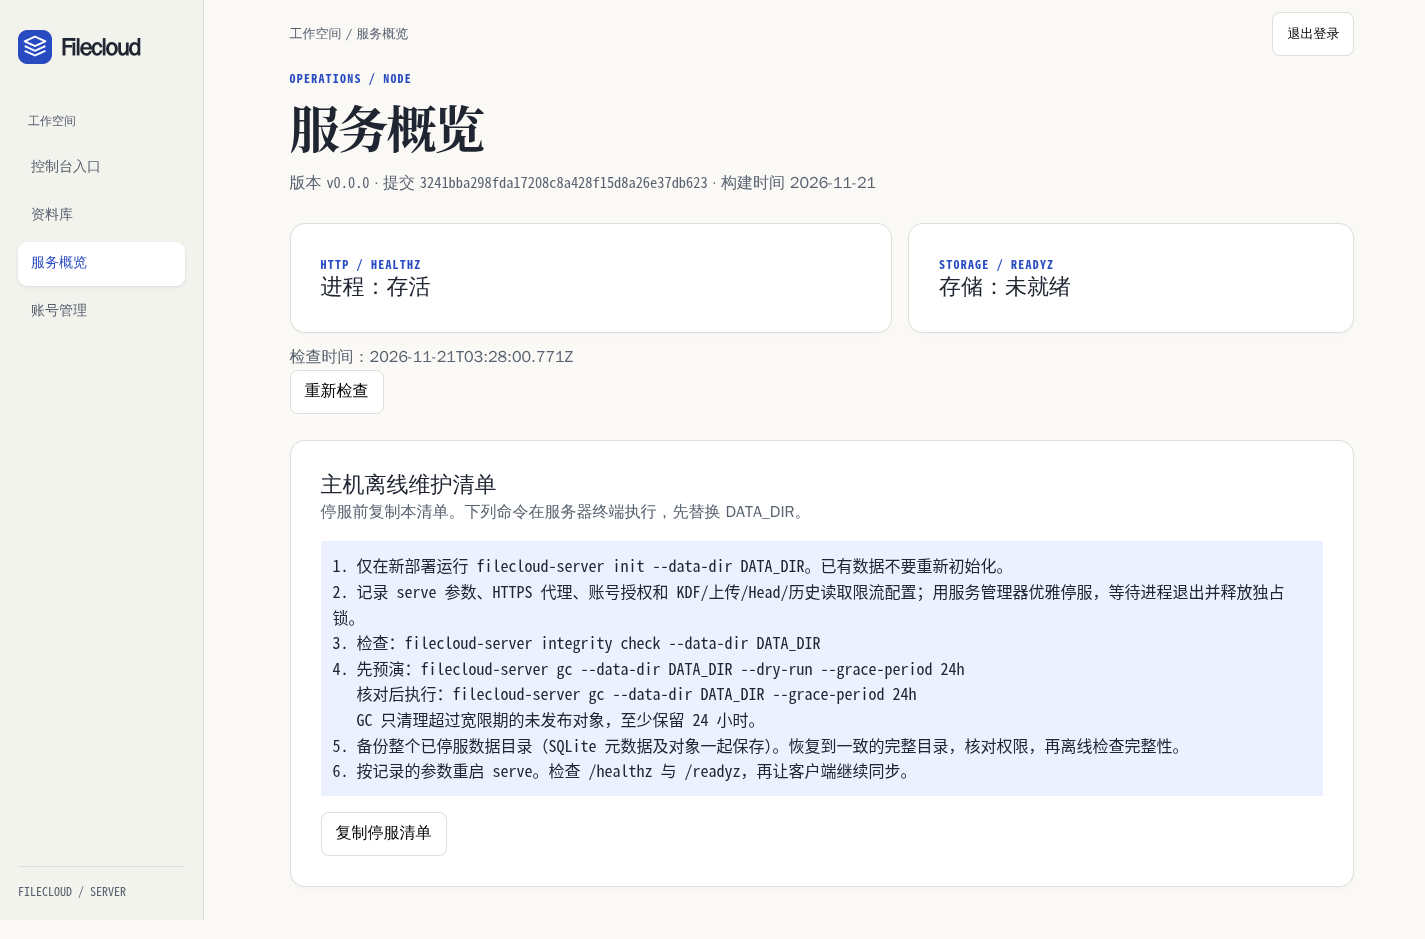 Filecloud
工作空间
控制台入口
资料库
服务概览
账号管理
FILECLOUD / SERVER
工作空间 / 服务概览
退出登录
OPERATIONS / NODE
服务概览
版本 v0.0.0 · 提交 3241bba298fda17208c8a428f15d8a26e37db623 · 构建时间 2026-11-21
HTTP / HEALTHZ
进程：存活
STORAGE / READYZ
存储：未就绪
检查时间：2026-11-21T03:28:00.771Z
重新检查
主机离线维护清单
停服前复制本清单。下列命令在服务器终端执行，先替换 DATA_DIR。
1. 仅在新部署运行 filecloud-server init --data-dir DATA_DIR。已有数据不要重新初始化。
2. 记录 serve 参数、HTTPS 代理、账号授权和 KDF/上传/Head/历史读取限流配置；用服务管理器优雅停服，等待进程退出并释放独占
锁。
3. 检查：filecloud-server integrity check --data-dir DATA_DIR
4. 先预演：filecloud-server gc --data-dir DATA_DIR --dry-run --grace-period 24h
核对后执行：filecloud-server gc --data-dir DATA_DIR --grace-period 24h
GC 只清理超过宽限期的未发布对象，至少保留 24 小时。
5. 备份整个已停服数据目录（SQLite 元数据及对象一起保存）。恢复到一致的完整目录，核对权限，再离线检查完整性。
6. 按记录的参数重启 serve。检查 /healthz 与 /readyz，再让客户端继续同步。
复制停服清单